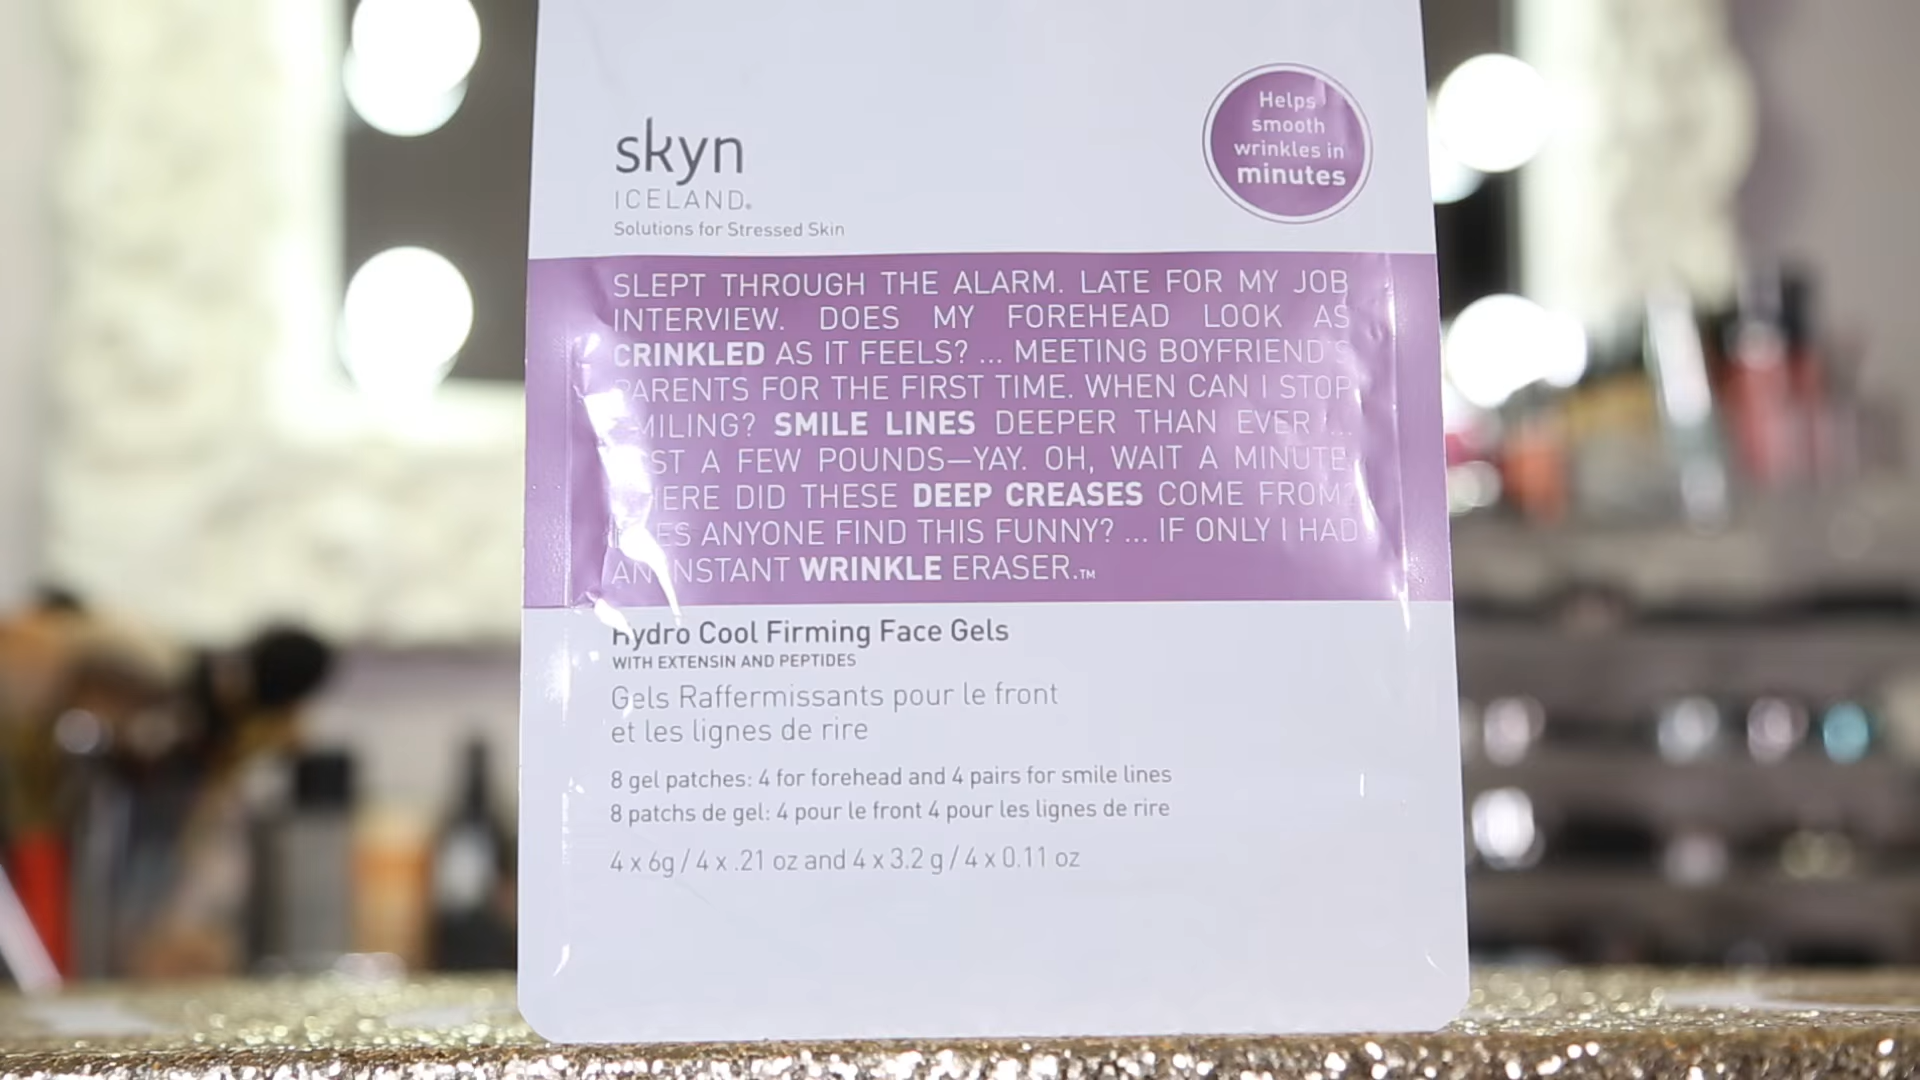 skyn
ICELAND®
Solutions for Stressed Skin
Helps
smooth
wrinkles in
minutes
SLEPT THROUGH THE ALARM. LATE FOR MY JOB
INTERVIEW. DOES MY FOREHEAD LOOK AS
CRINKLED AS IT FEELS? ... MEETING BOYFRIEND'S
PARENTS FOR THE FIRST TIME. WHEN CAN I STOP
SMILING? SMILE LINES DEEPER THAN EVER ...
A FEW POUNDS—YAY. OH, WAIT A MINUTE
DID THESE DEEP CREASES COME FROM?
ANYONE FIND THIS FUNNY? ... IF ONLY I HAD
AN INSTANT WRINKLE ERASER.™
Hydro Cool Firming Face Gels
WITH EXTENSIN AND PEPTIDES
Gels Raffermissants pour le front
et les lignes de rire
8 gel patches: 4 for forehead and 4 pairs for smile lines
8 patchs de gel: 4 pour le front 4 pour les lignes de rire
4 x 6g / 4 x .21 oz and 4 x 3.2 g / 4 x 0.11 oz